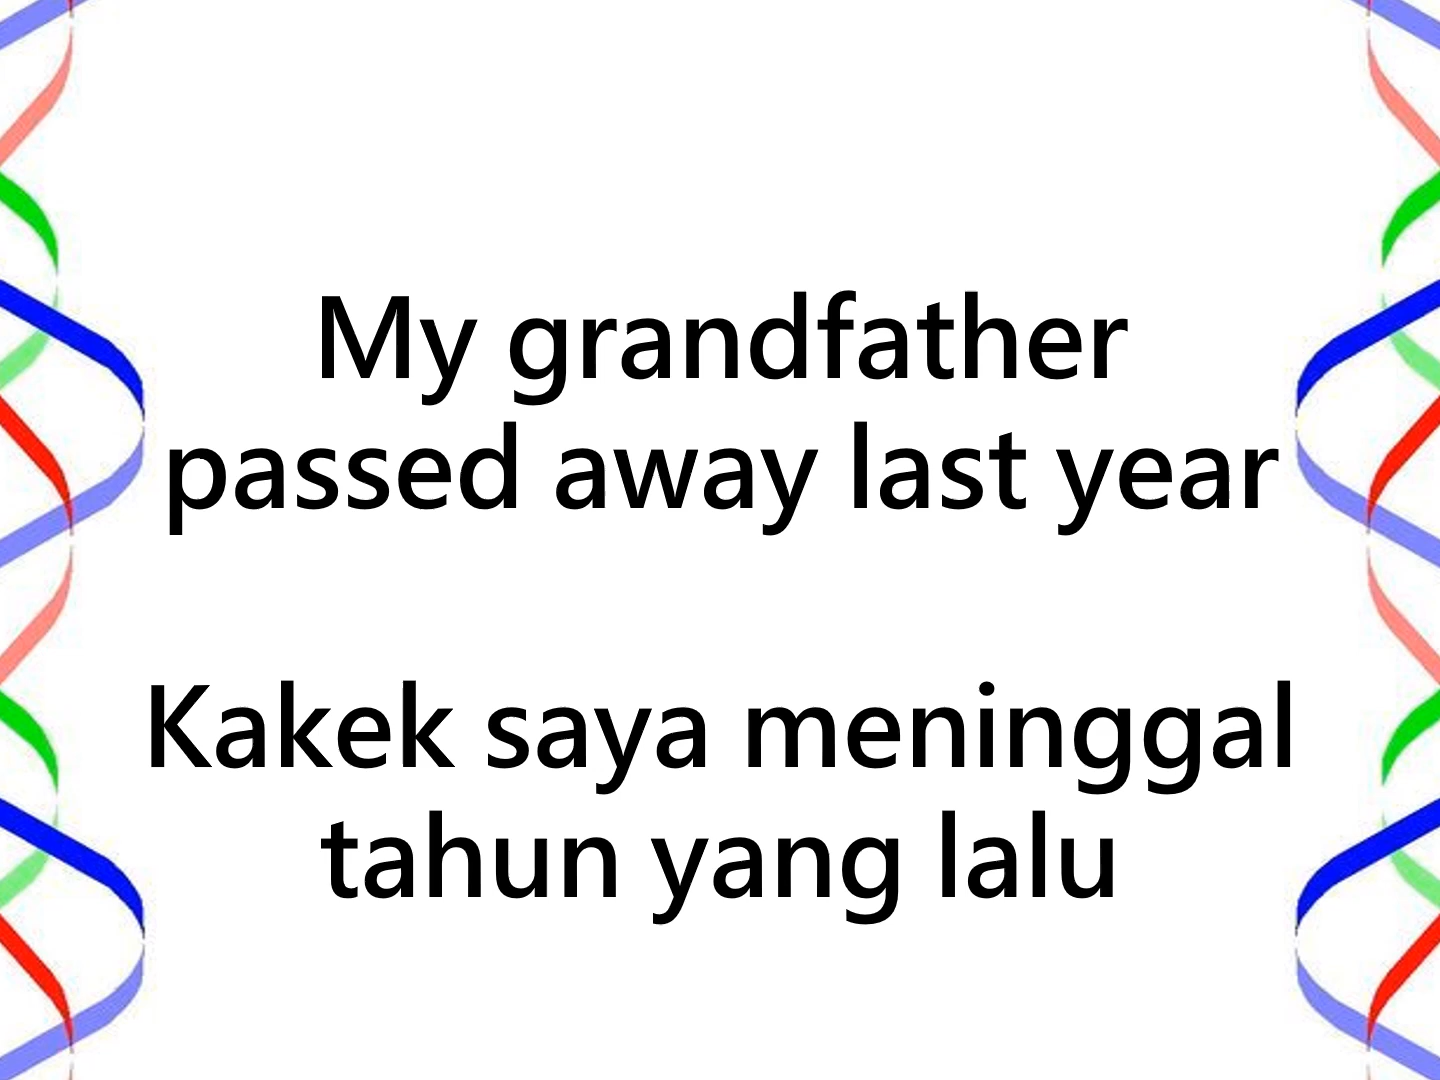 My grandfather
passed away last year
Kakek saya meninggal
tahun yang lalu